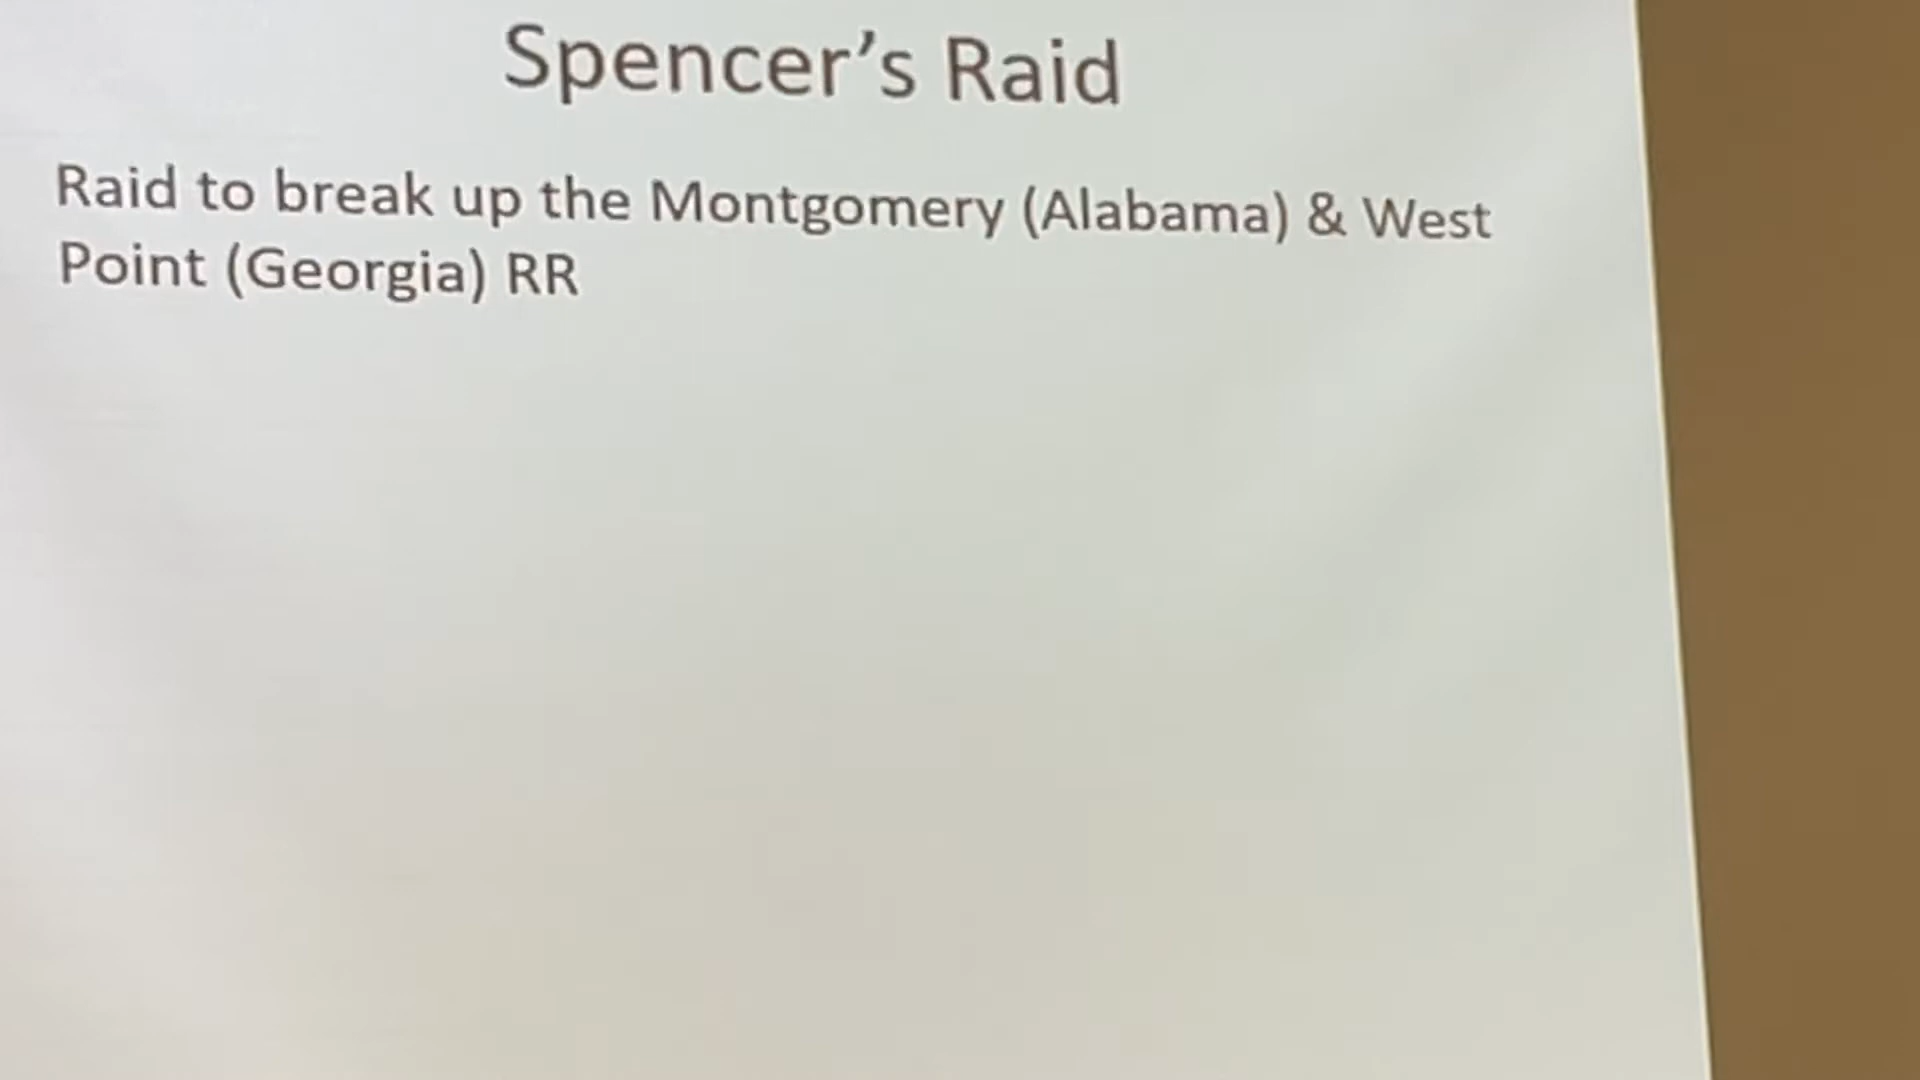 Spencer’s Raid
Raid to break up the Montgomery (Alabama) & West
Point (Georgia) RR